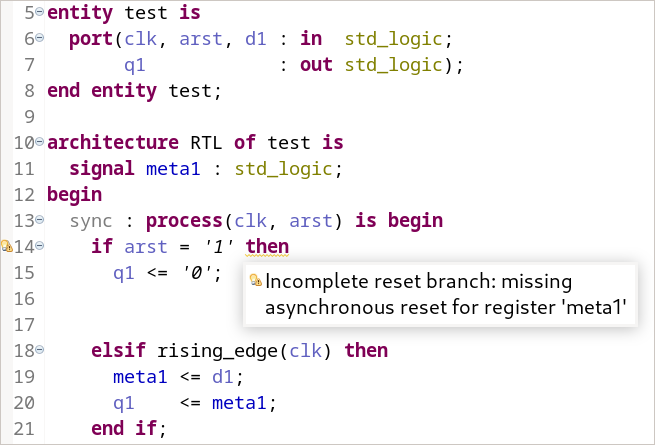 5 entity test is
6 port(clk, arst, d1 : in std_logic;
7 q1 : out std_logic);
8 end entity test;
9
10 architecture RTL of test is
11 signal meta1 : std_logic;
12 begin
13 sync : process(clk, arst) is begin
14 if arst = '1' then
15 q1 <= '0';
Incomplete reset branch: missing
asynchronous reset for register 'meta1'
16
17
18 elsif rising_edge(clk) then
19 meta1 <= d1;
20 q1 <= meta1;
21 end if;